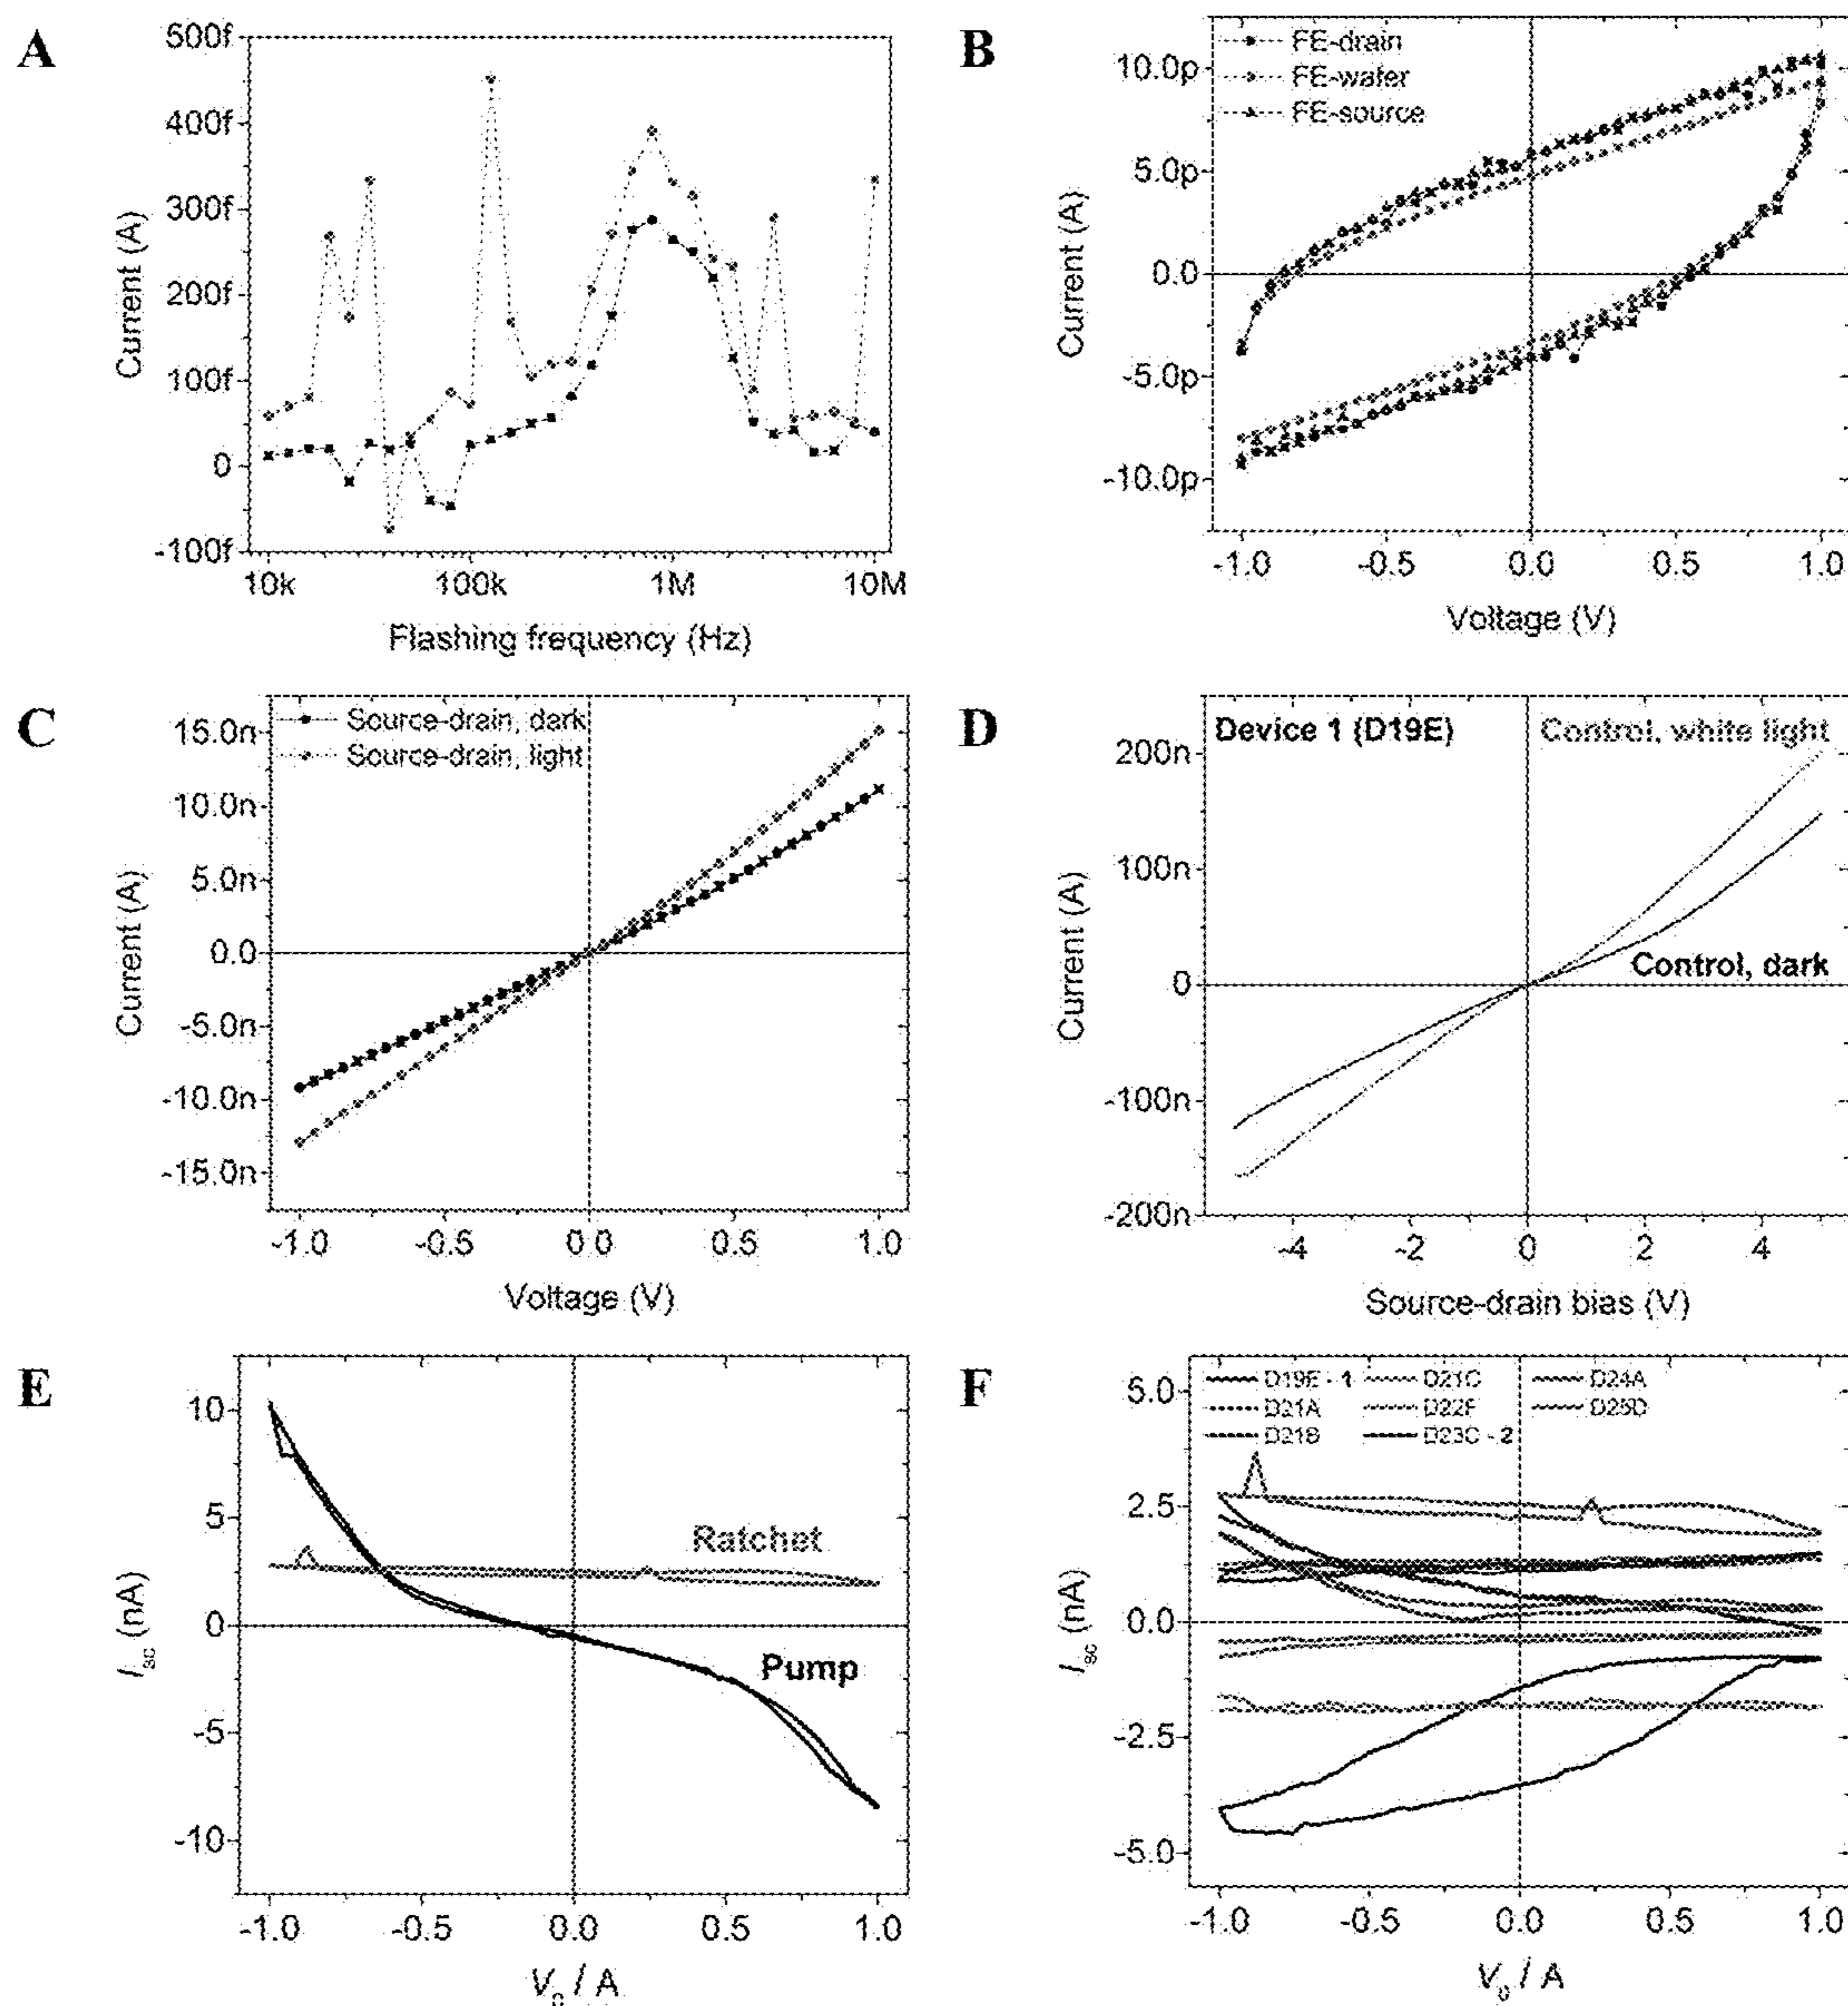 A
500f
400f
300f
200f
100f
0
-100f
10k
100k
1M
10M
Current (A)
Flashing frequency (Hz)
B
FE-drain
FE-wafer
FE-source
10.0p
5.0p
0.0
-5.0p
-10.0p
-1.0
-0.5
0.0
0.5
1.0
Current (A)
Voltage (V)
C
Source-drain, dark
Source-drain, light
15.0n
10.0n
5.0n
0.0
-5.0n
-10.0n
-15.0n
-1.0
-0.5
0.0
0.5
1.0
Current (A)
Voltage (V)
D
Device 1 (D19E)
Control, white light
Control, dark
200n
100n
0
-100n
-200n
-4
-2
0
2
4
Current (A)
Source-drain bias (V)
E
10
5
0
-5
-10
Ratchet
Pump
-1.0
-0.5
0.0
0.5
1.0
Isc (nA)
V0 / A
F
D19E - 1
D21C
D24A
D21A
D22F
D25D
D21B
D23C - 2
5.0
2.5
0.0
-2.5
-5.0
-1.0
-0.5
0.0
0.5
1.0
Isc (nA)
V0 / A